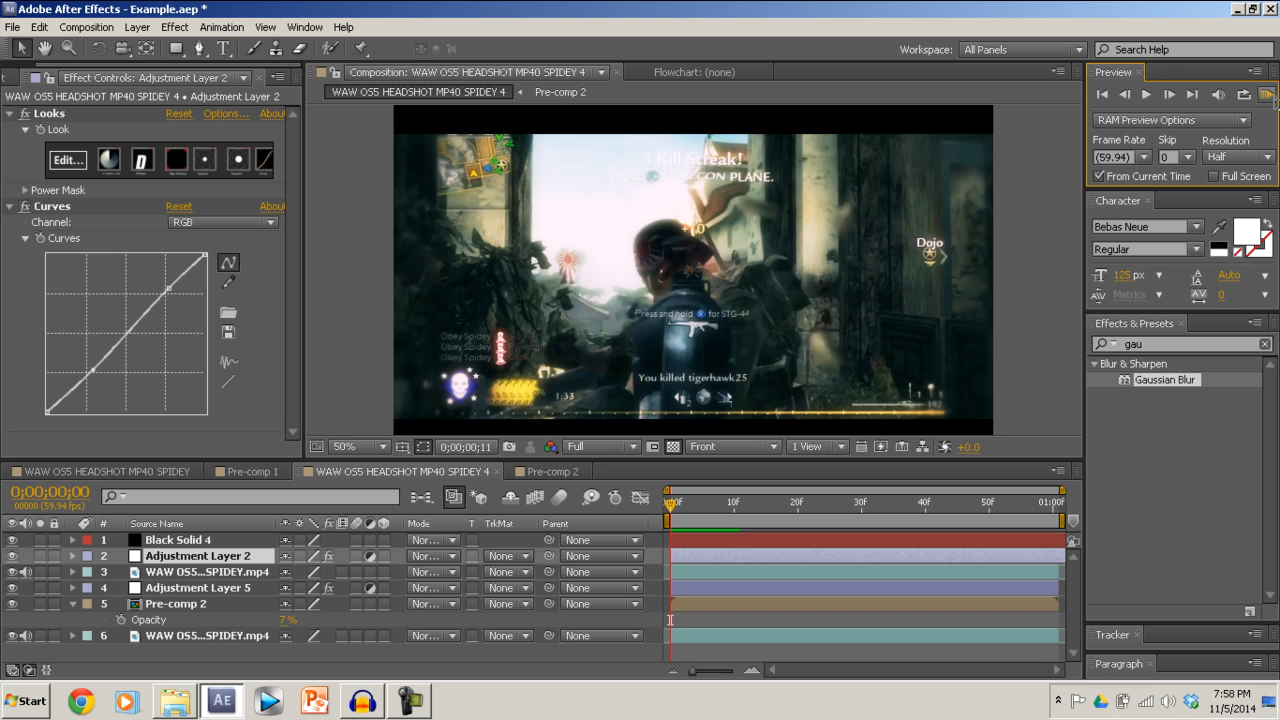 Adobe After Effects - Example.aep *
File Edit Composition Layer Effect Animation View Window Help
Workspace: All Panels Search Help
Effect Controls: Adjustment Layer 2
Composition: WAW OS5 HEADSHOT MP40 SPIDEY 4
Flowchart: (none)
Preview
WAW OS5 HEADSHOT MP40 SPIDEY 4 • Adjustment Layer 2
WAW OS5 HEADSHOT MP40 SPIDEY 4
Pre-comp 2
fx Looks Reset Options... Abou
Look
Edit...
Power Mask
fx Curves Reset Abou
Channel: RGB
Curves
3 Kill Streak!
RECON PLANE.
A
Dojo
Press and hold X for STG-44
Obey Spidey
Obey Spidey
Obey Spidey
You killed tigerhawk25
1:33
2
192
RAM Preview Options
Frame Rate Skip Resolution
(59.94) 0 Half
From Current Time Full Screen
Character
Bebas Neue
Regular
125 px Auto
Metrics 0
Effects & Presets
gau
Blur & Sharpen
Gaussian Blur
Tracker
Paragraph
50% 0;00;00;11 Full Front 1 View +0.0
WAW OS5 HEADSHOT MP40 SPIDEY
Pre-comp 1
WAW OS5 HEADSHOT MP40 SPIDEY 4
Pre-comp 2
0;00;00;00
00000 (59.94 fps)
10f 20f 30f 40f 50f 01:00f
# Source Name fx Mode T TrkMat Parent
1 Black Solid 4 Nor... None
2 Adjustment Layer 2 fx Nor... None None
3 WAW OS5...SPIDEY.mp4 Nor... None None
4 Adjustment Layer 5 fx Nor... None None
5 Pre-comp 2 Nor... None None
Opacity 7%
6 WAW OS5...SPIDEY.mp4 Nor... None None
Start
Ae
7:58 PM
11/5/2014